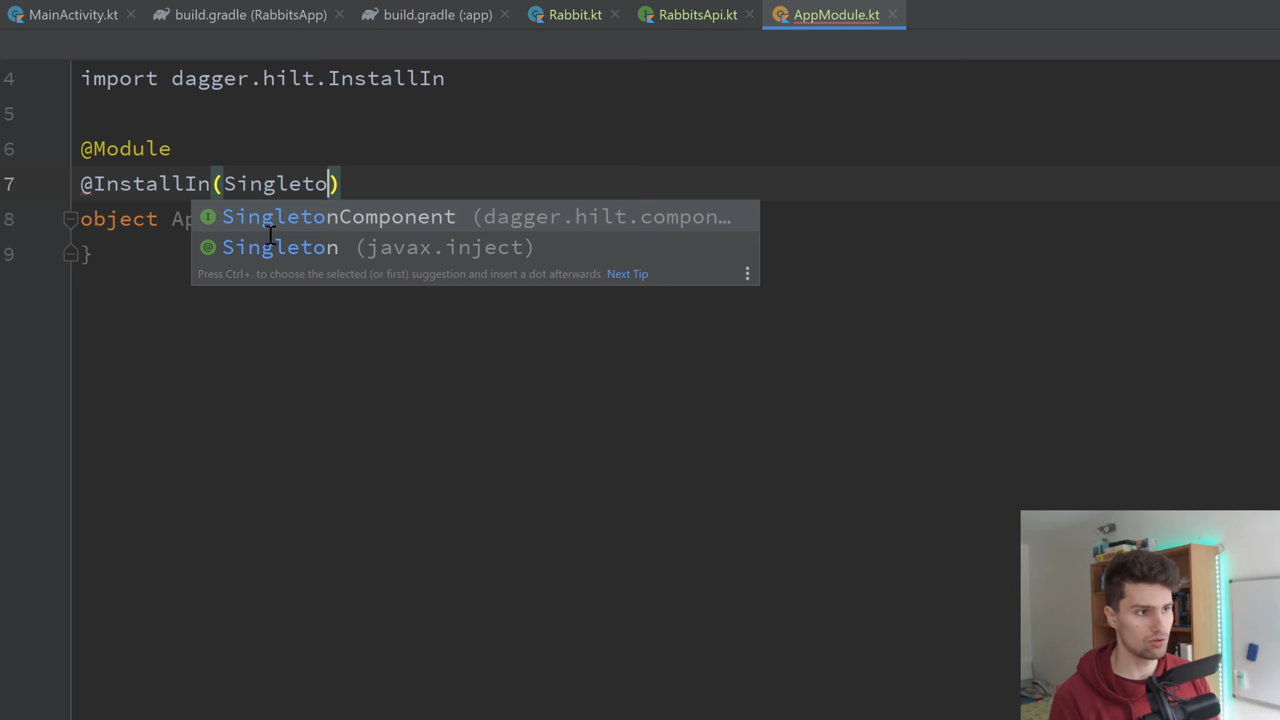 MainActivity.kt build.gradle (RabbitsApp) build.gradle (:app) Rabbit.kt RabbitsApi.kt AppModule.kt
4 import dagger.hilt.InstallIn
5
6 @Module
7 @InstallIn(Singleto)
8 object Ap
SingletonComponent (dagger.hilt.compon…
9 }
Singleton (javax.inject)
Press Ctrl+. to choose the selected (or first) suggestion and insert a dot afterwards Next Tip